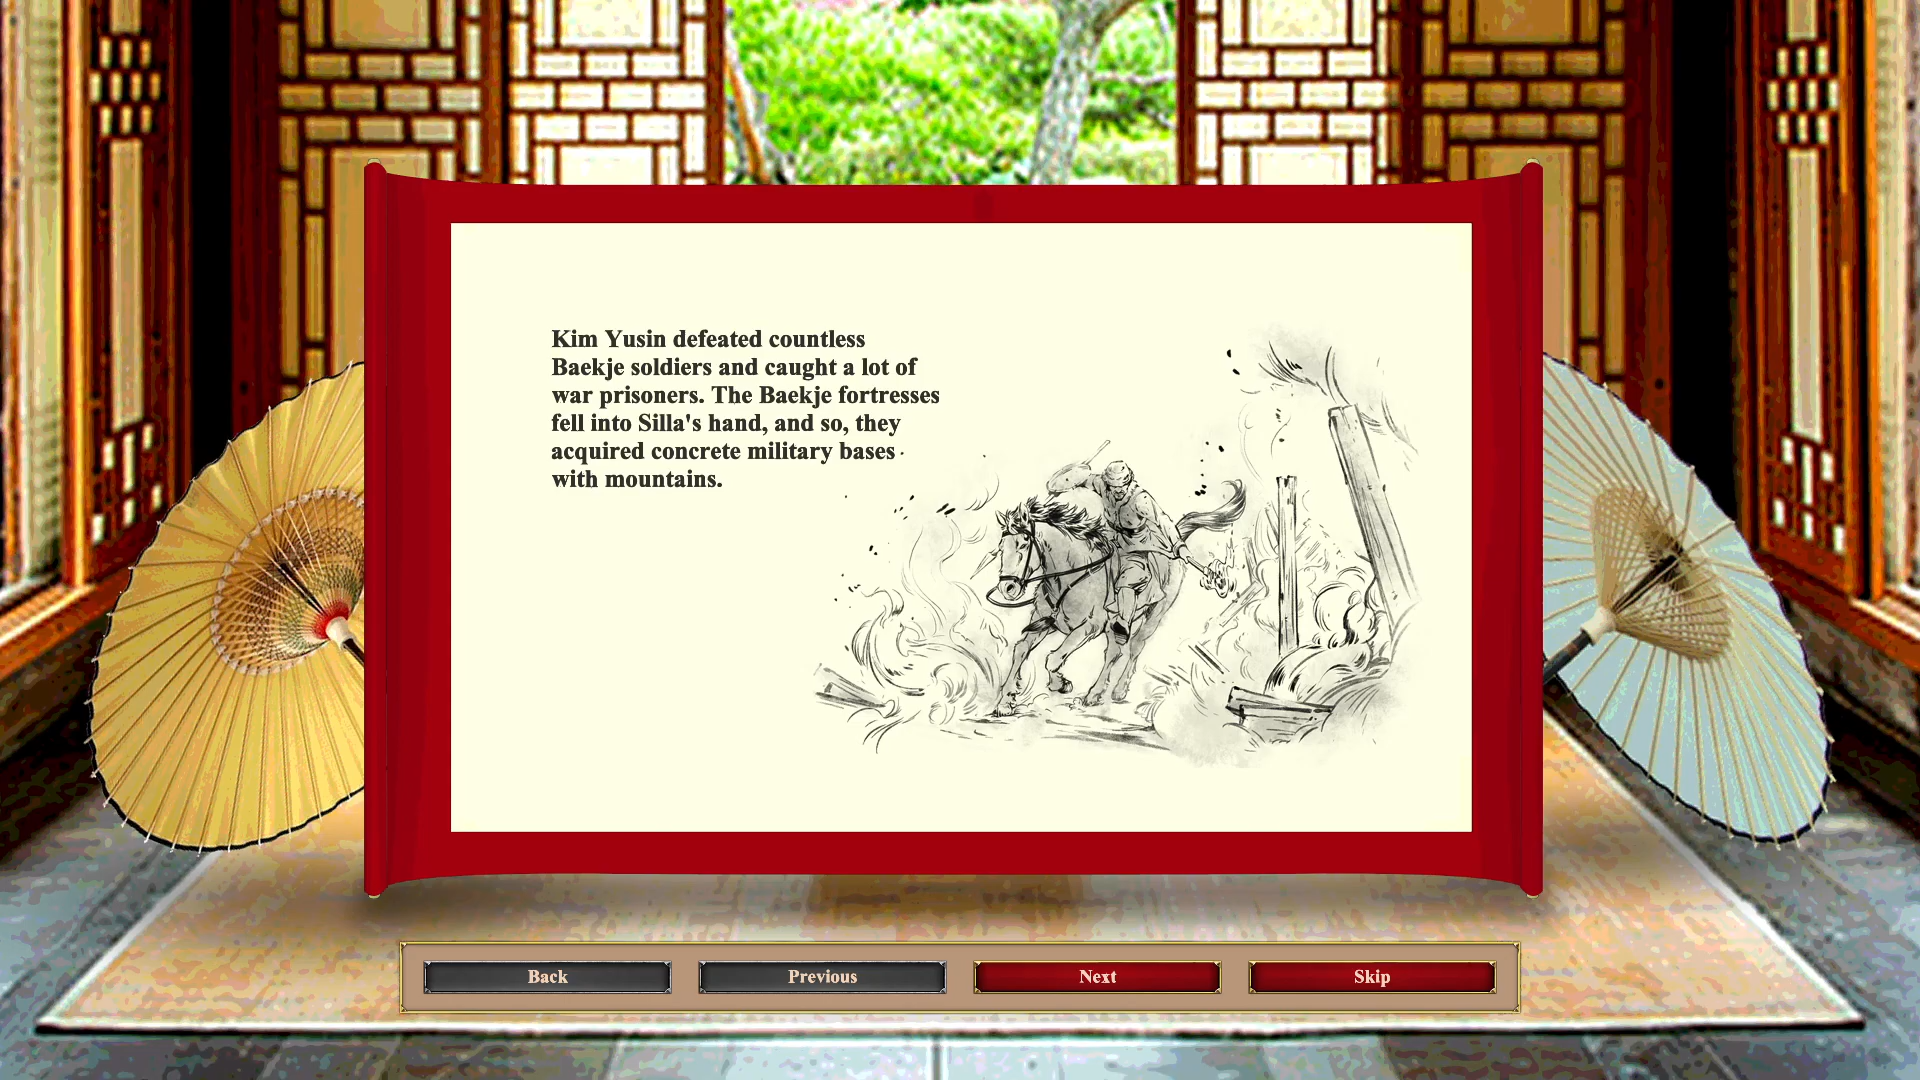 Kim Yusin defeated countless
Baekje soldiers and caught a lot of
war prisoners. The Baekje fortresses
fell into Silla's hand, and so, they
acquired concrete military bases
with mountains.
Back
Previous
Next
Skip